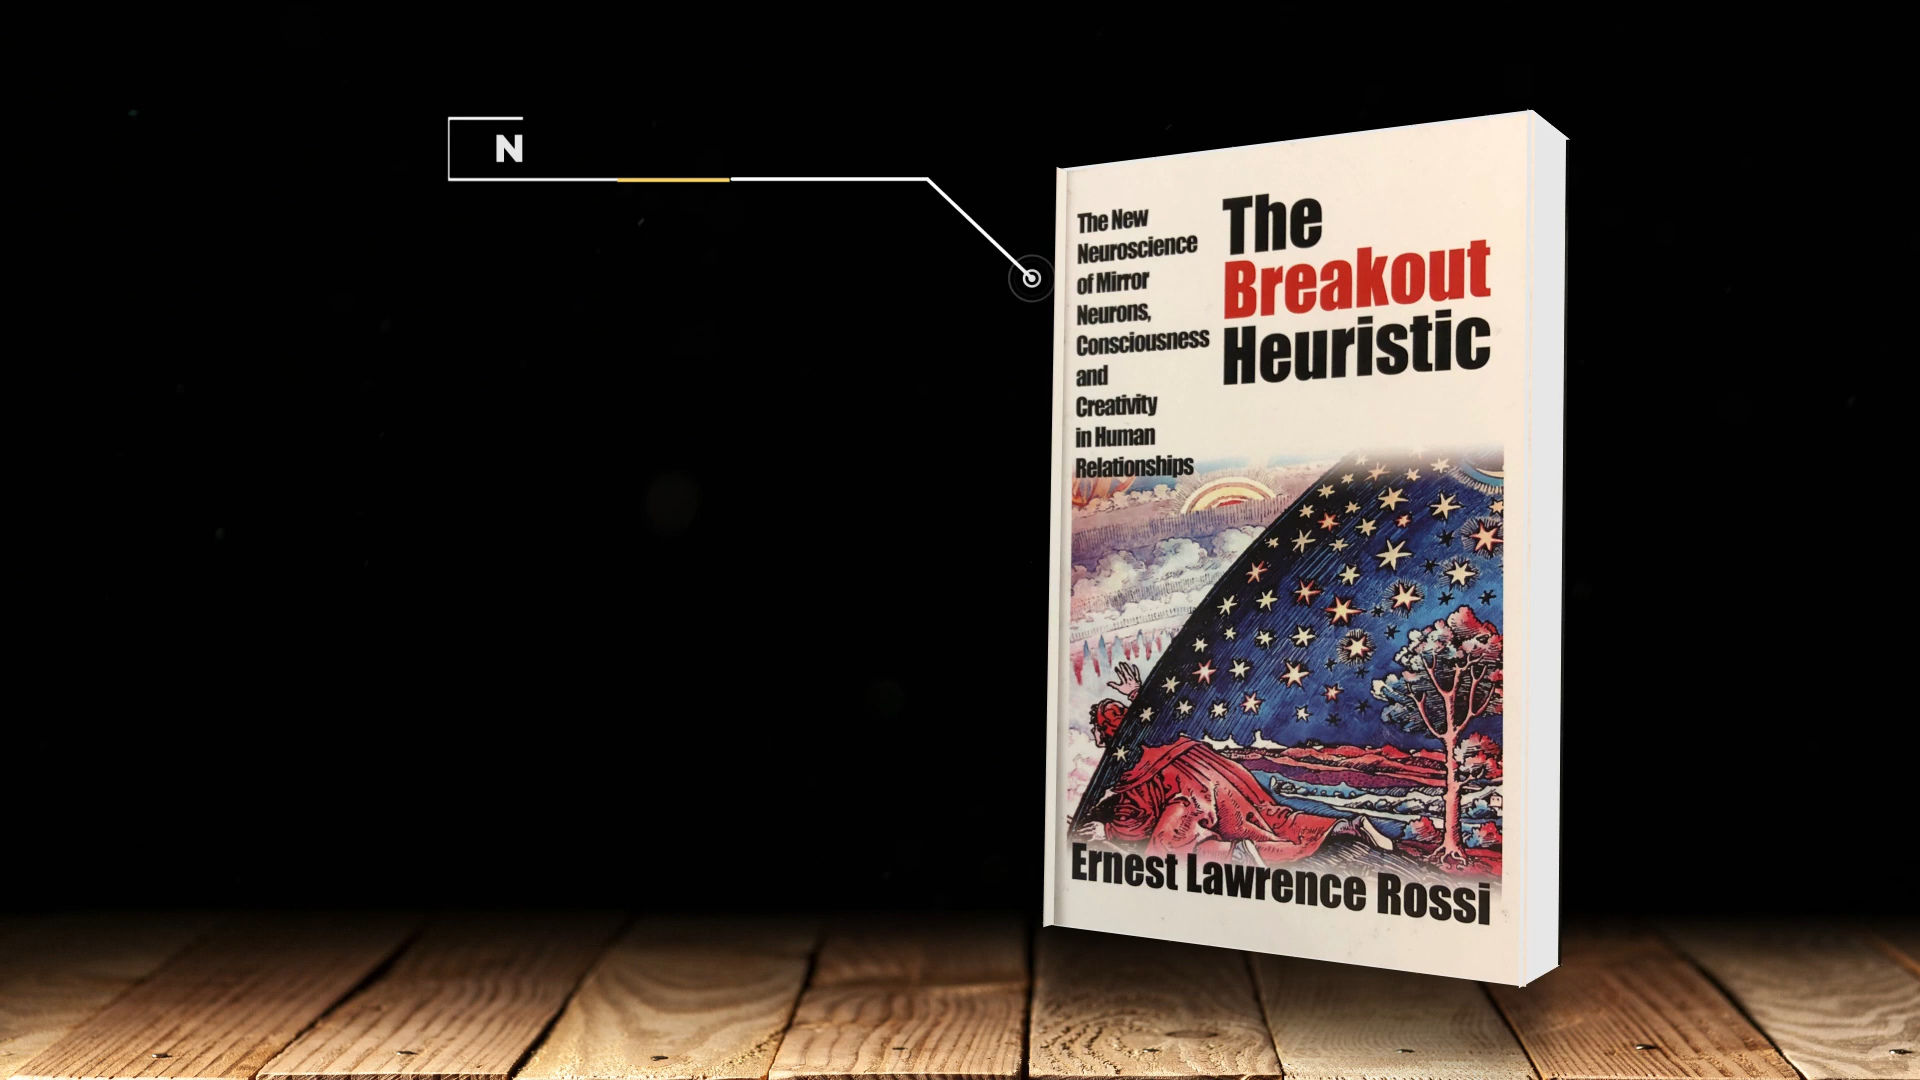 N
The New
Neuroscience
of Mirror
Neurons,
Consciousness
and
Creativity
in Human
Relationships
The
Breakout
Heuristic
Ernest Lawrence Rossi